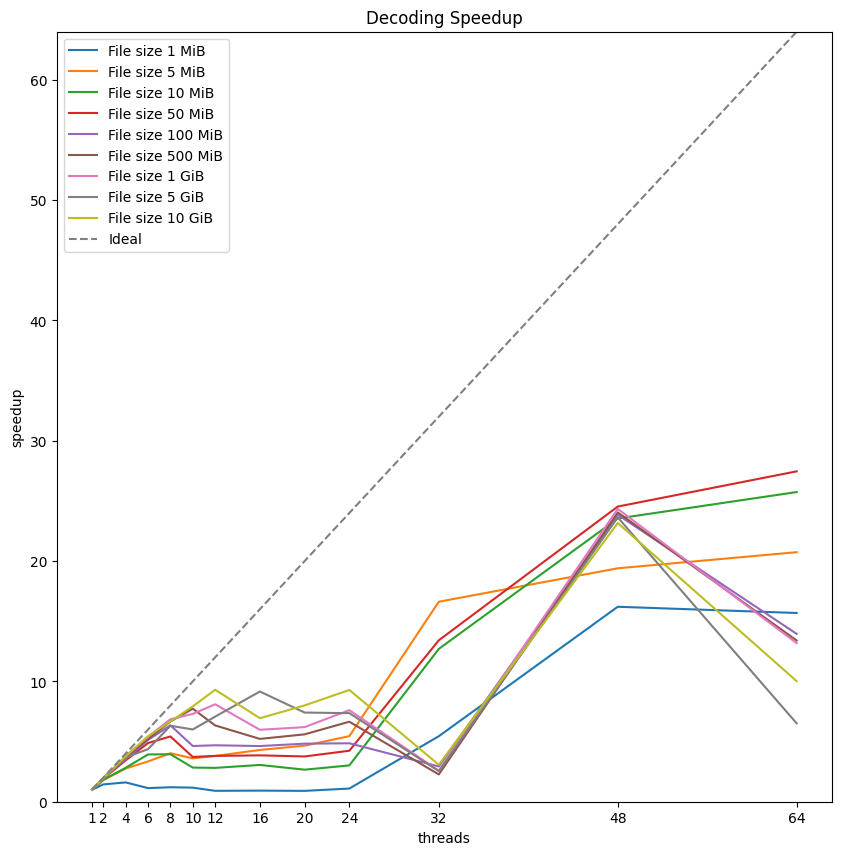 Decoding Speedup
File size 1 MiB
File size 5 MiB
File size 10 MiB
File size 50 MiB
File size 100 MiB
File size 500 MiB
File size 1 GiB
File size 5 GiB
File size 10 GiB
Ideal
60
50
40
30
20
10
0
speedup
1 2 4 6 8 10 12 16 20 24 32 48 64
threads